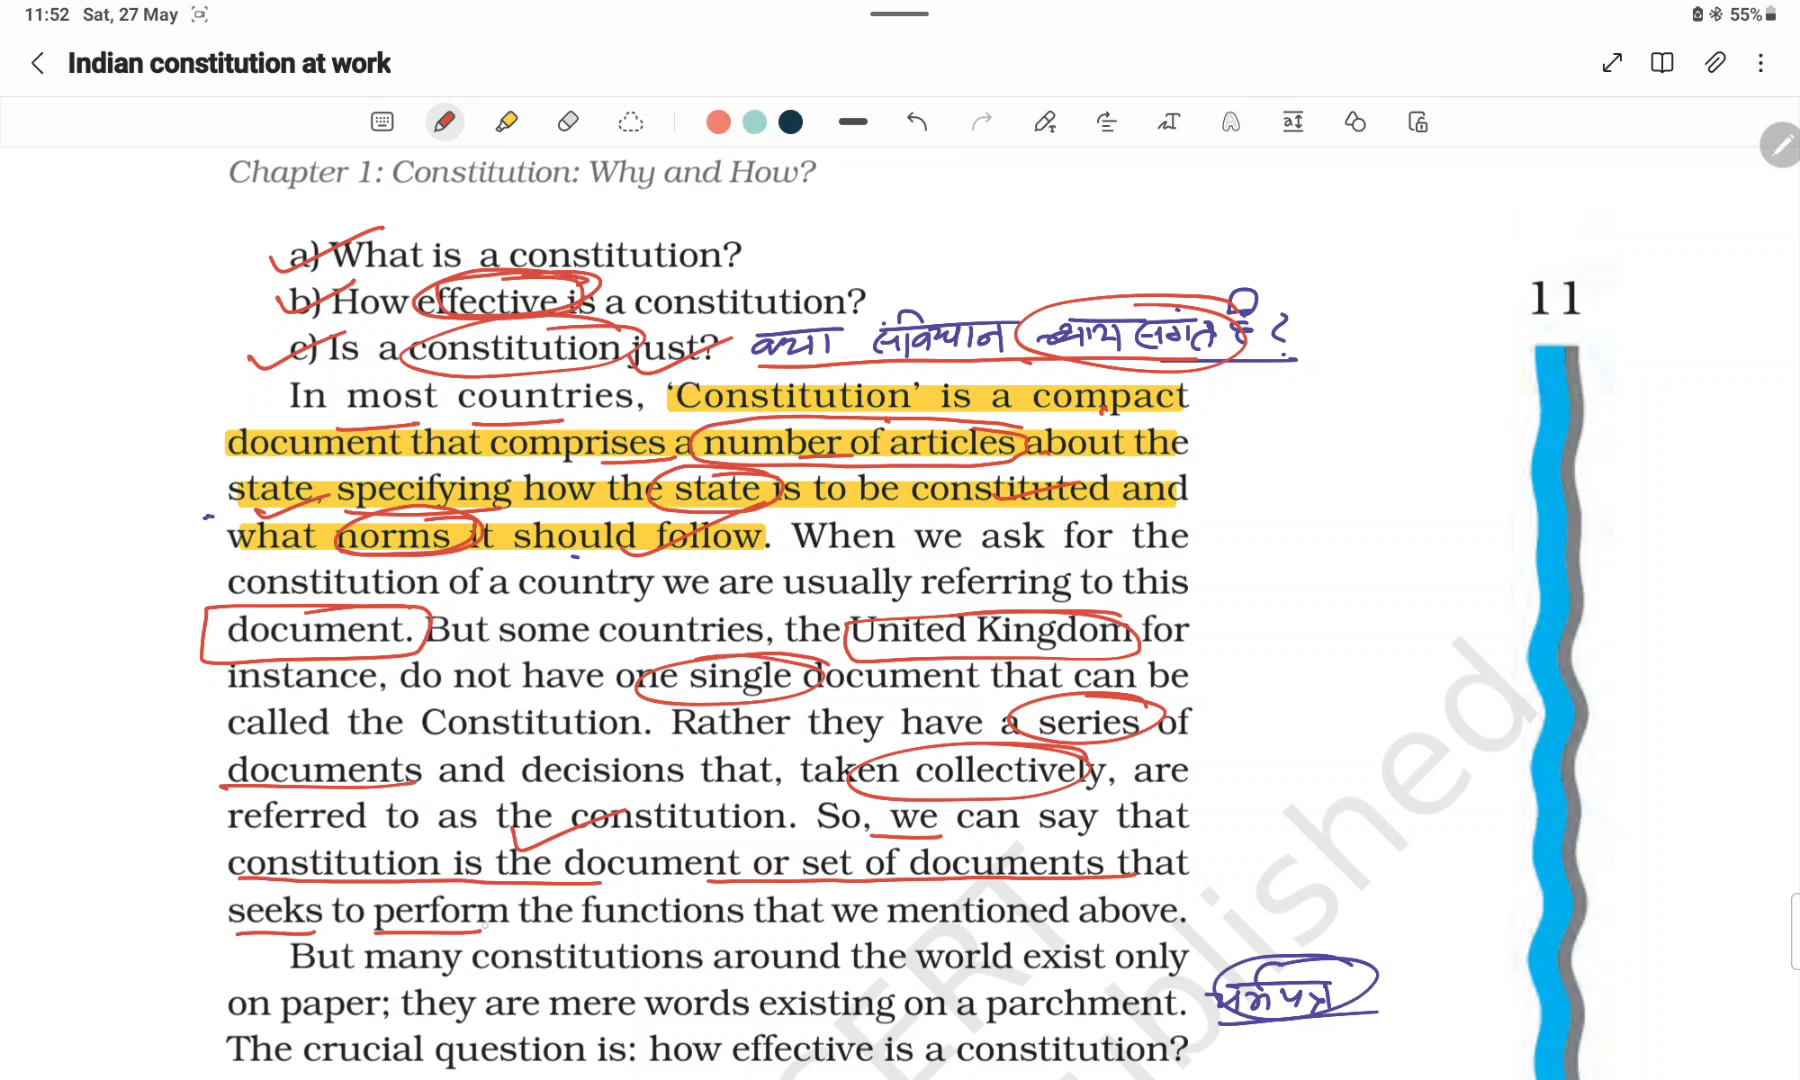 11:52 Sat, 27 May 55%
Indian constitution at work
Chapter 1: Constitution: Why and How?
a) What is a constitution?
b) How effective is a constitution?
c) Is a constitution just? क्या संविधान न्याय संगत है ?
11
In most countries, ‘Constitution’ is a compact
document that comprises a number of articles about the
state, specifying how the state is to be constituted and
what norms it should follow. When we ask for the
constitution of a country we are usually referring to this
document. But some countries, the United Kingdom for
instance, do not have one single document that can be
called the Constitution. Rather they have a series of
documents and decisions that, taken collectively, are
referred to as the constitution. So, we can say that
constitution is the document or set of documents that
seeks to perform the functions that we mentioned above.
But many constitutions around the world exist only
on paper; they are mere words existing on a parchment. चर्मपत्र
The crucial question is: how effective is a constitution?
NCERT
published